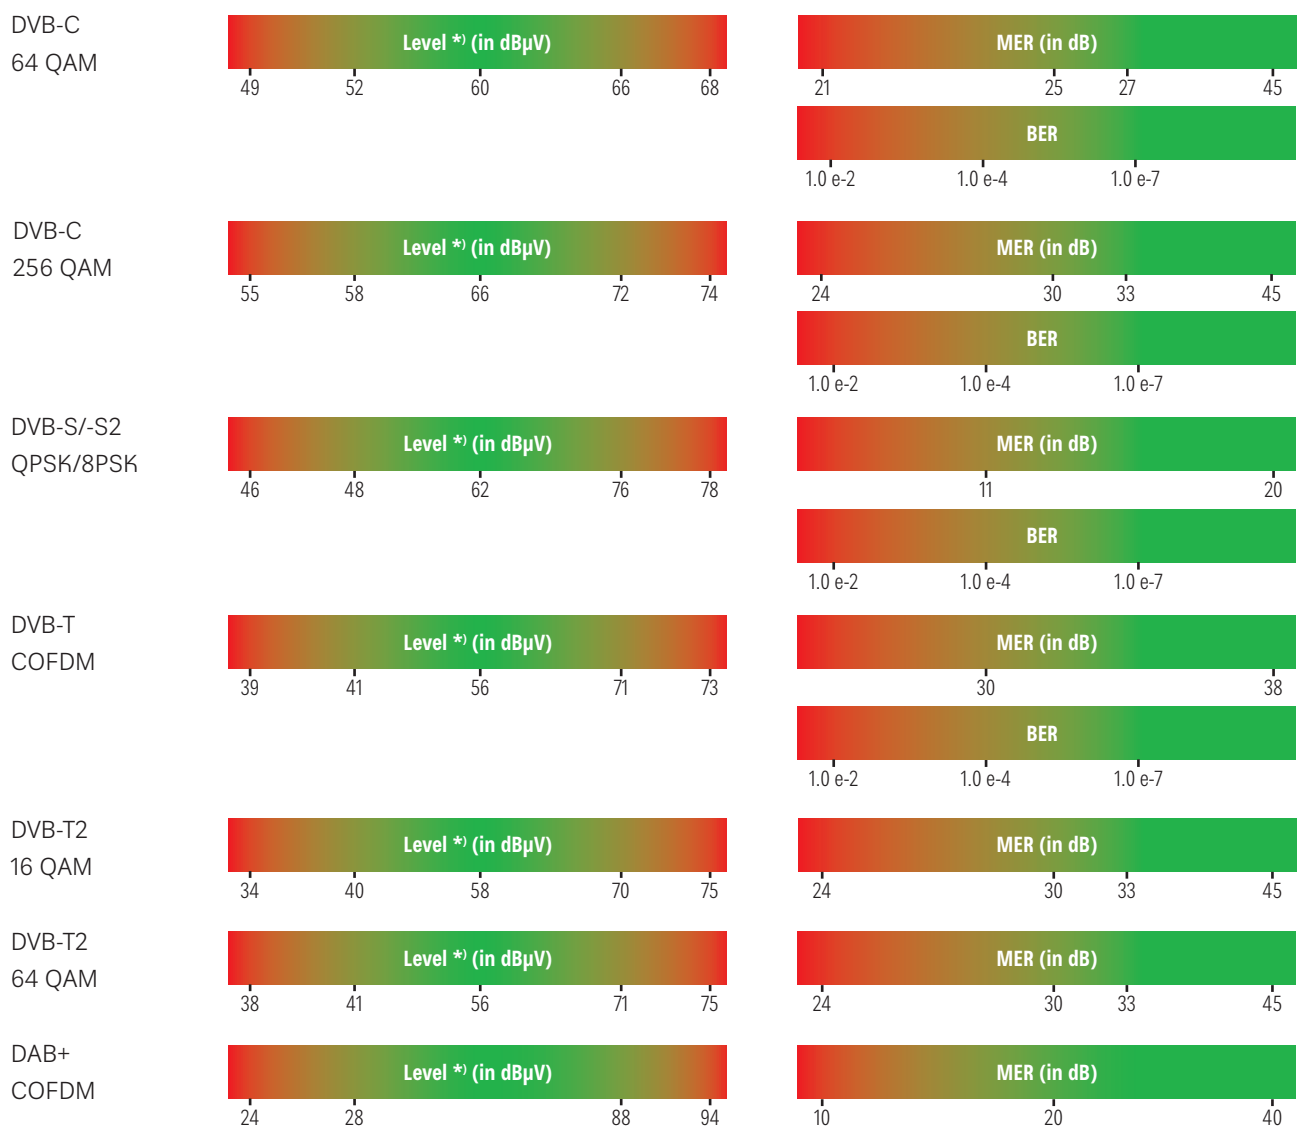 DVB-C
64 QAM
Level *) (in dBµV)
49 52 60 66 68
MER (in dB)
21 25 27 45
BER
1.0 e-2 1.0 e-4 1.0 e-7
DVB-C
256 QAM
Level *) (in dBµV)
55 58 66 72 74
MER (in dB)
24 30 33 45
BER
1.0 e-2 1.0 e-4 1.0 e-7
DVB-S/-S2
QPSK/8PSK
Level *) (in dBµV)
46 48 62 76 78
MER (in dB)
11 20
BER
1.0 e-2 1.0 e-4 1.0 e-7
DVB-T
COFDM
Level *) (in dBµV)
39 41 56 71 73
MER (in dB)
30 38
BER
1.0 e-2 1.0 e-4 1.0 e-7
DVB-T2
16 QAM
Level *) (in dBµV)
34 40 58 70 75
MER (in dB)
24 30 33 45
DVB-T2
64 QAM
Level *) (in dBµV)
38 41 56 71 75
MER (in dB)
24 30 33 45
DAB+
COFDM
Level *) (in dBµV)
24 28 88 94
MER (in dB)
10 20 40